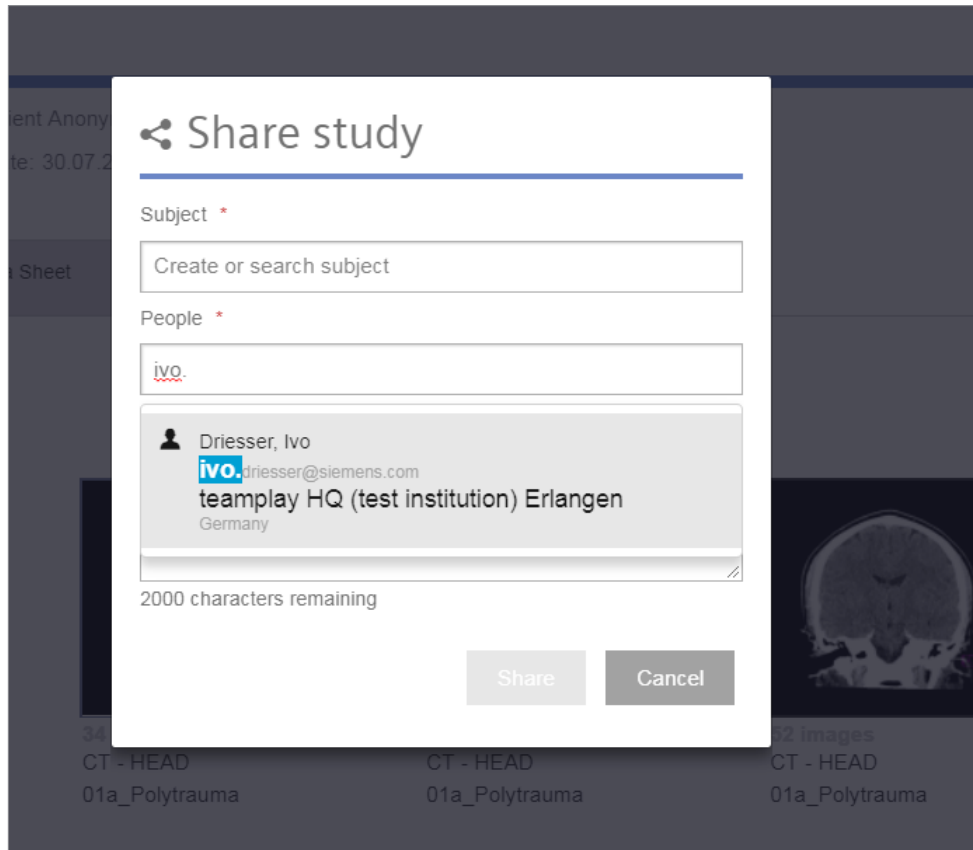 ient Anony
te: 30.07.2
a Sheet
Share study
Subject *
Create or search subject
People *
ivo.
Driesser, Ivo
ivo.driesser@siemens.com
teamplay HQ (test institution) Erlangen
Germany
2000 characters remaining
Share
Cancel
34
52 images
CT - HEAD
CT - HEAD
CT - HEAD
01a_Polytrauma
01a_Polytrauma
01a_Polytrauma